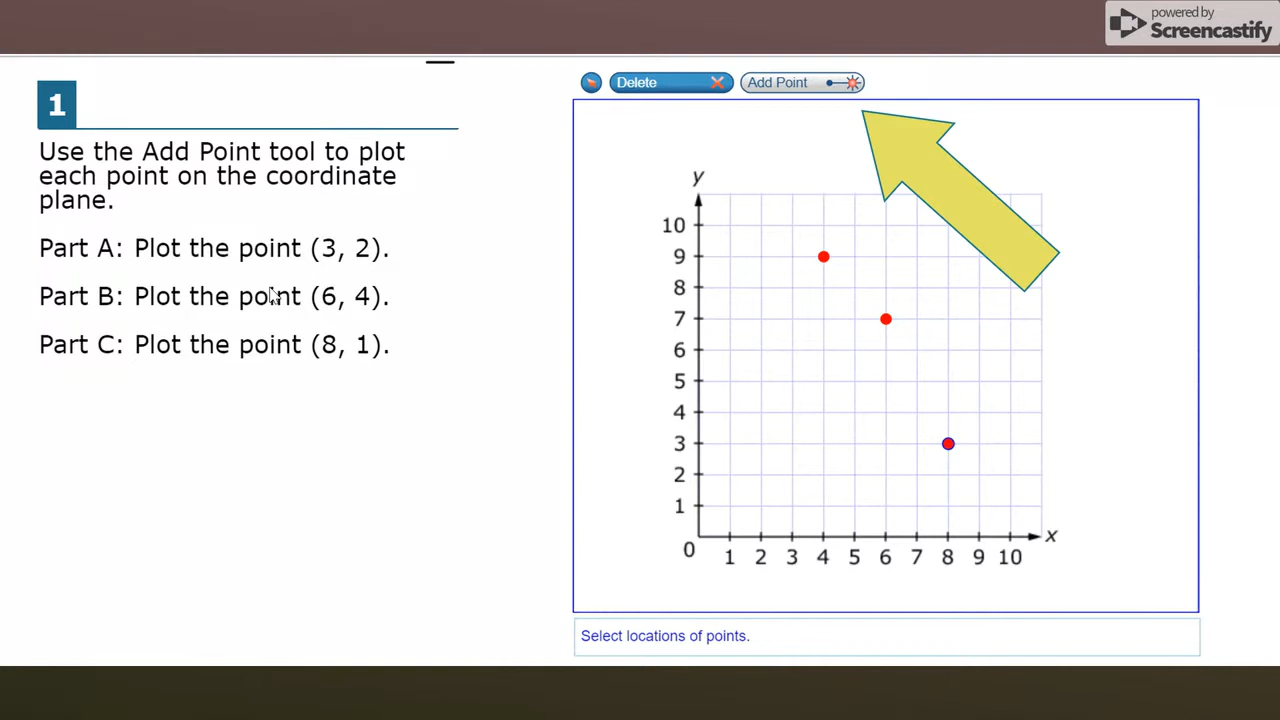 powered by
Screencastify
1
Delete
Add Point
Use the Add Point tool to plot
each point on the coordinate
plane.
Part A: Plot the point (3, 2).
Part B: Plot the point (6, 4).
Part C: Plot the point (8, 1).
y
10
9
8
7
6
5
4
3
2
1
0
1 2 3 4 5 6 7 8 9 10
x
Select locations of points.